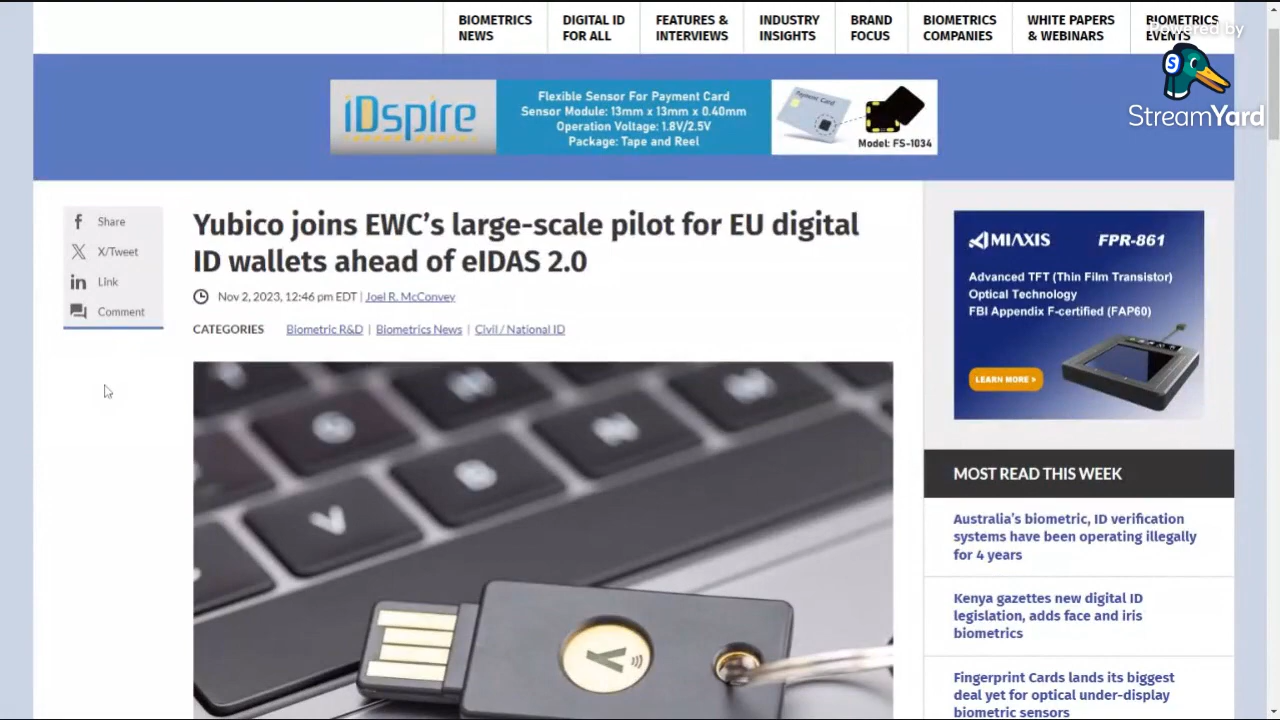 BIOMETRICS NEWS
DIGITAL ID FOR ALL
FEATURES & INTERVIEWS
INDUSTRY INSIGHTS
BRAND FOCUS
BIOMETRICS COMPANIES
WHITE PAPERS & WEBINARS
BIOMETRICS EVENTS
Powered by
S
StreamYard
iDspire
Flexible Sensor For Payment Card
Sensor Module: 13mm x 13mm x 0.40mm
Operation Voltage: 1.8V/2.5V
Package: Tape and Reel
Payment Card
Model: FS-1034
Share
X/Tweet
Link
Comment
Yubico joins EWC’s large-scale pilot for EU digital
ID wallets ahead of eIDAS 2.0
Nov 2, 2023, 12:46 pm EDT | Joel R. McConvey
CATEGORIES Biometric R&D | Biometrics News | Civil / National ID
V
B
N
M
MIAXIS FPR-861
Advanced TFT (Thin Film Transistor)
Optical Technology
FBI Appendix F-certified (FAP60)
LEARN MORE >
MOST READ THIS WEEK
Australia’s biometric, ID verification
systems have been operating illegally
for 4 years
Kenya gazettes new digital ID
legislation, adds face and iris
biometrics
Fingerprint Cards lands its biggest
deal yet for optical under-display
biometric sensors